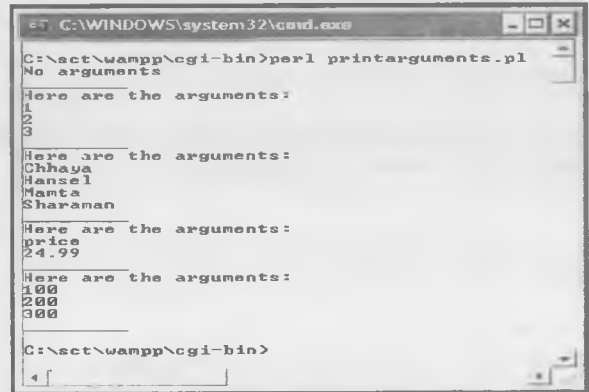 C:\WINDOWS\system32\cmd.exe
C:\sct\wampp\cgi-bin>perl printarguments.pl
No arguments
Here are the arguments:
1
2
3
Here are the arguments:
Chhaya
Hansel
Mamta
Sharaman
Here are the arguments:
price
24.99
Here are the arguments:
100
200
300
C:\sct\wampp\cgi-bin>